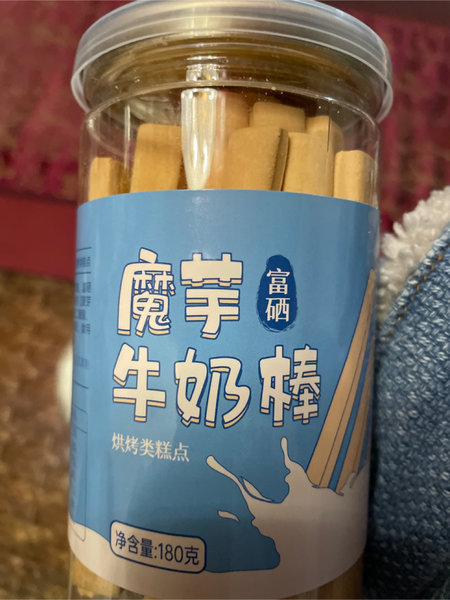 魔芋
富硒
牛奶棒
烘烤类糕点
净含量:180克